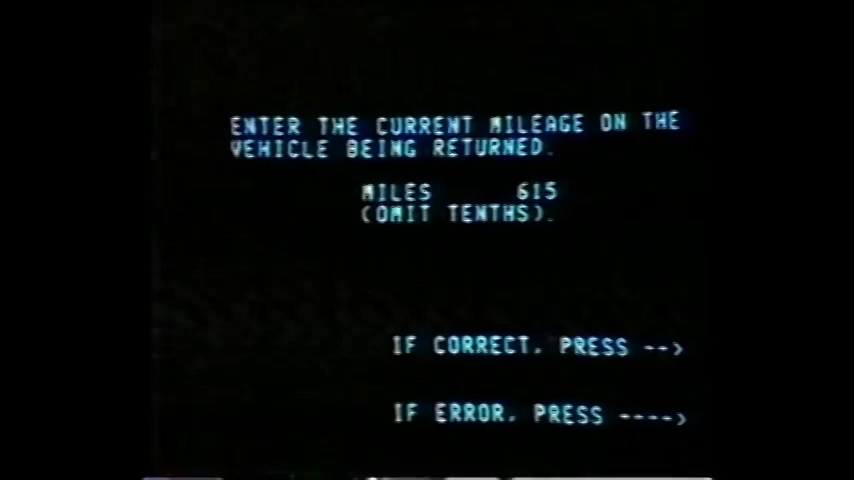 ENTER THE CURRENT MILEAGE ON THE
VEHICLE BEING RETURNED.
MILES 615
(OMIT TENTHS).
IF CORRECT, PRESS -->
IF ERROR, PRESS ---->